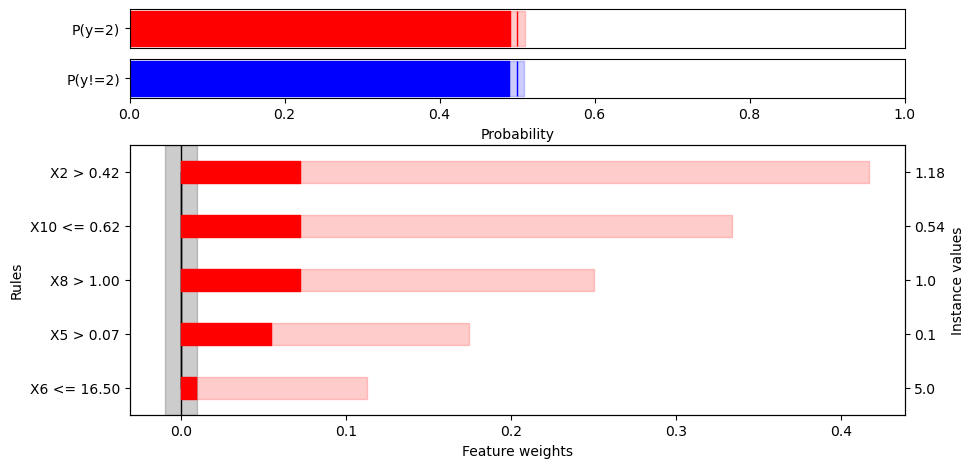 P(y=2)
P(y!=2)
0.0 0.2 0.4 0.6 0.8 1.0
Probability
X2 > 0.42 1.18
X10 <= 0.62 0.54
X8 > 1.00 1.0
X5 > 0.07 0.1
X6 <= 16.50 5.0
Rules
Instance values
0.0 0.1 0.2 0.3 0.4
Feature weights